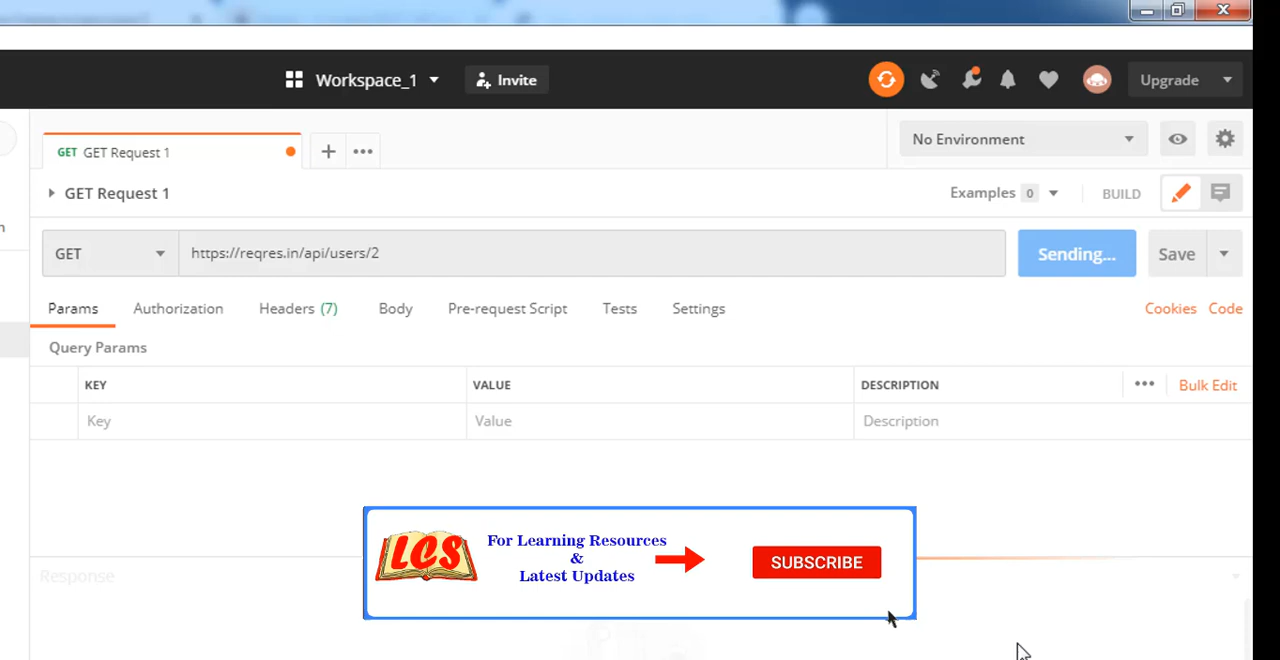 Workspace_1 Invite Upgrade
GET GET Request 1 No Environment
GET Request 1 Examples 0 BUILD
GET https://reqres.in/api/users/2 Sending... Save
Params Authorization Headers (7) Body Pre-request Script Tests Settings Cookies Code
Query Params
KEY VALUE DESCRIPTION Bulk Edit
Key Value Description
LCS
For Learning Resources
&
Latest Updates
SUBSCRIBE
Response